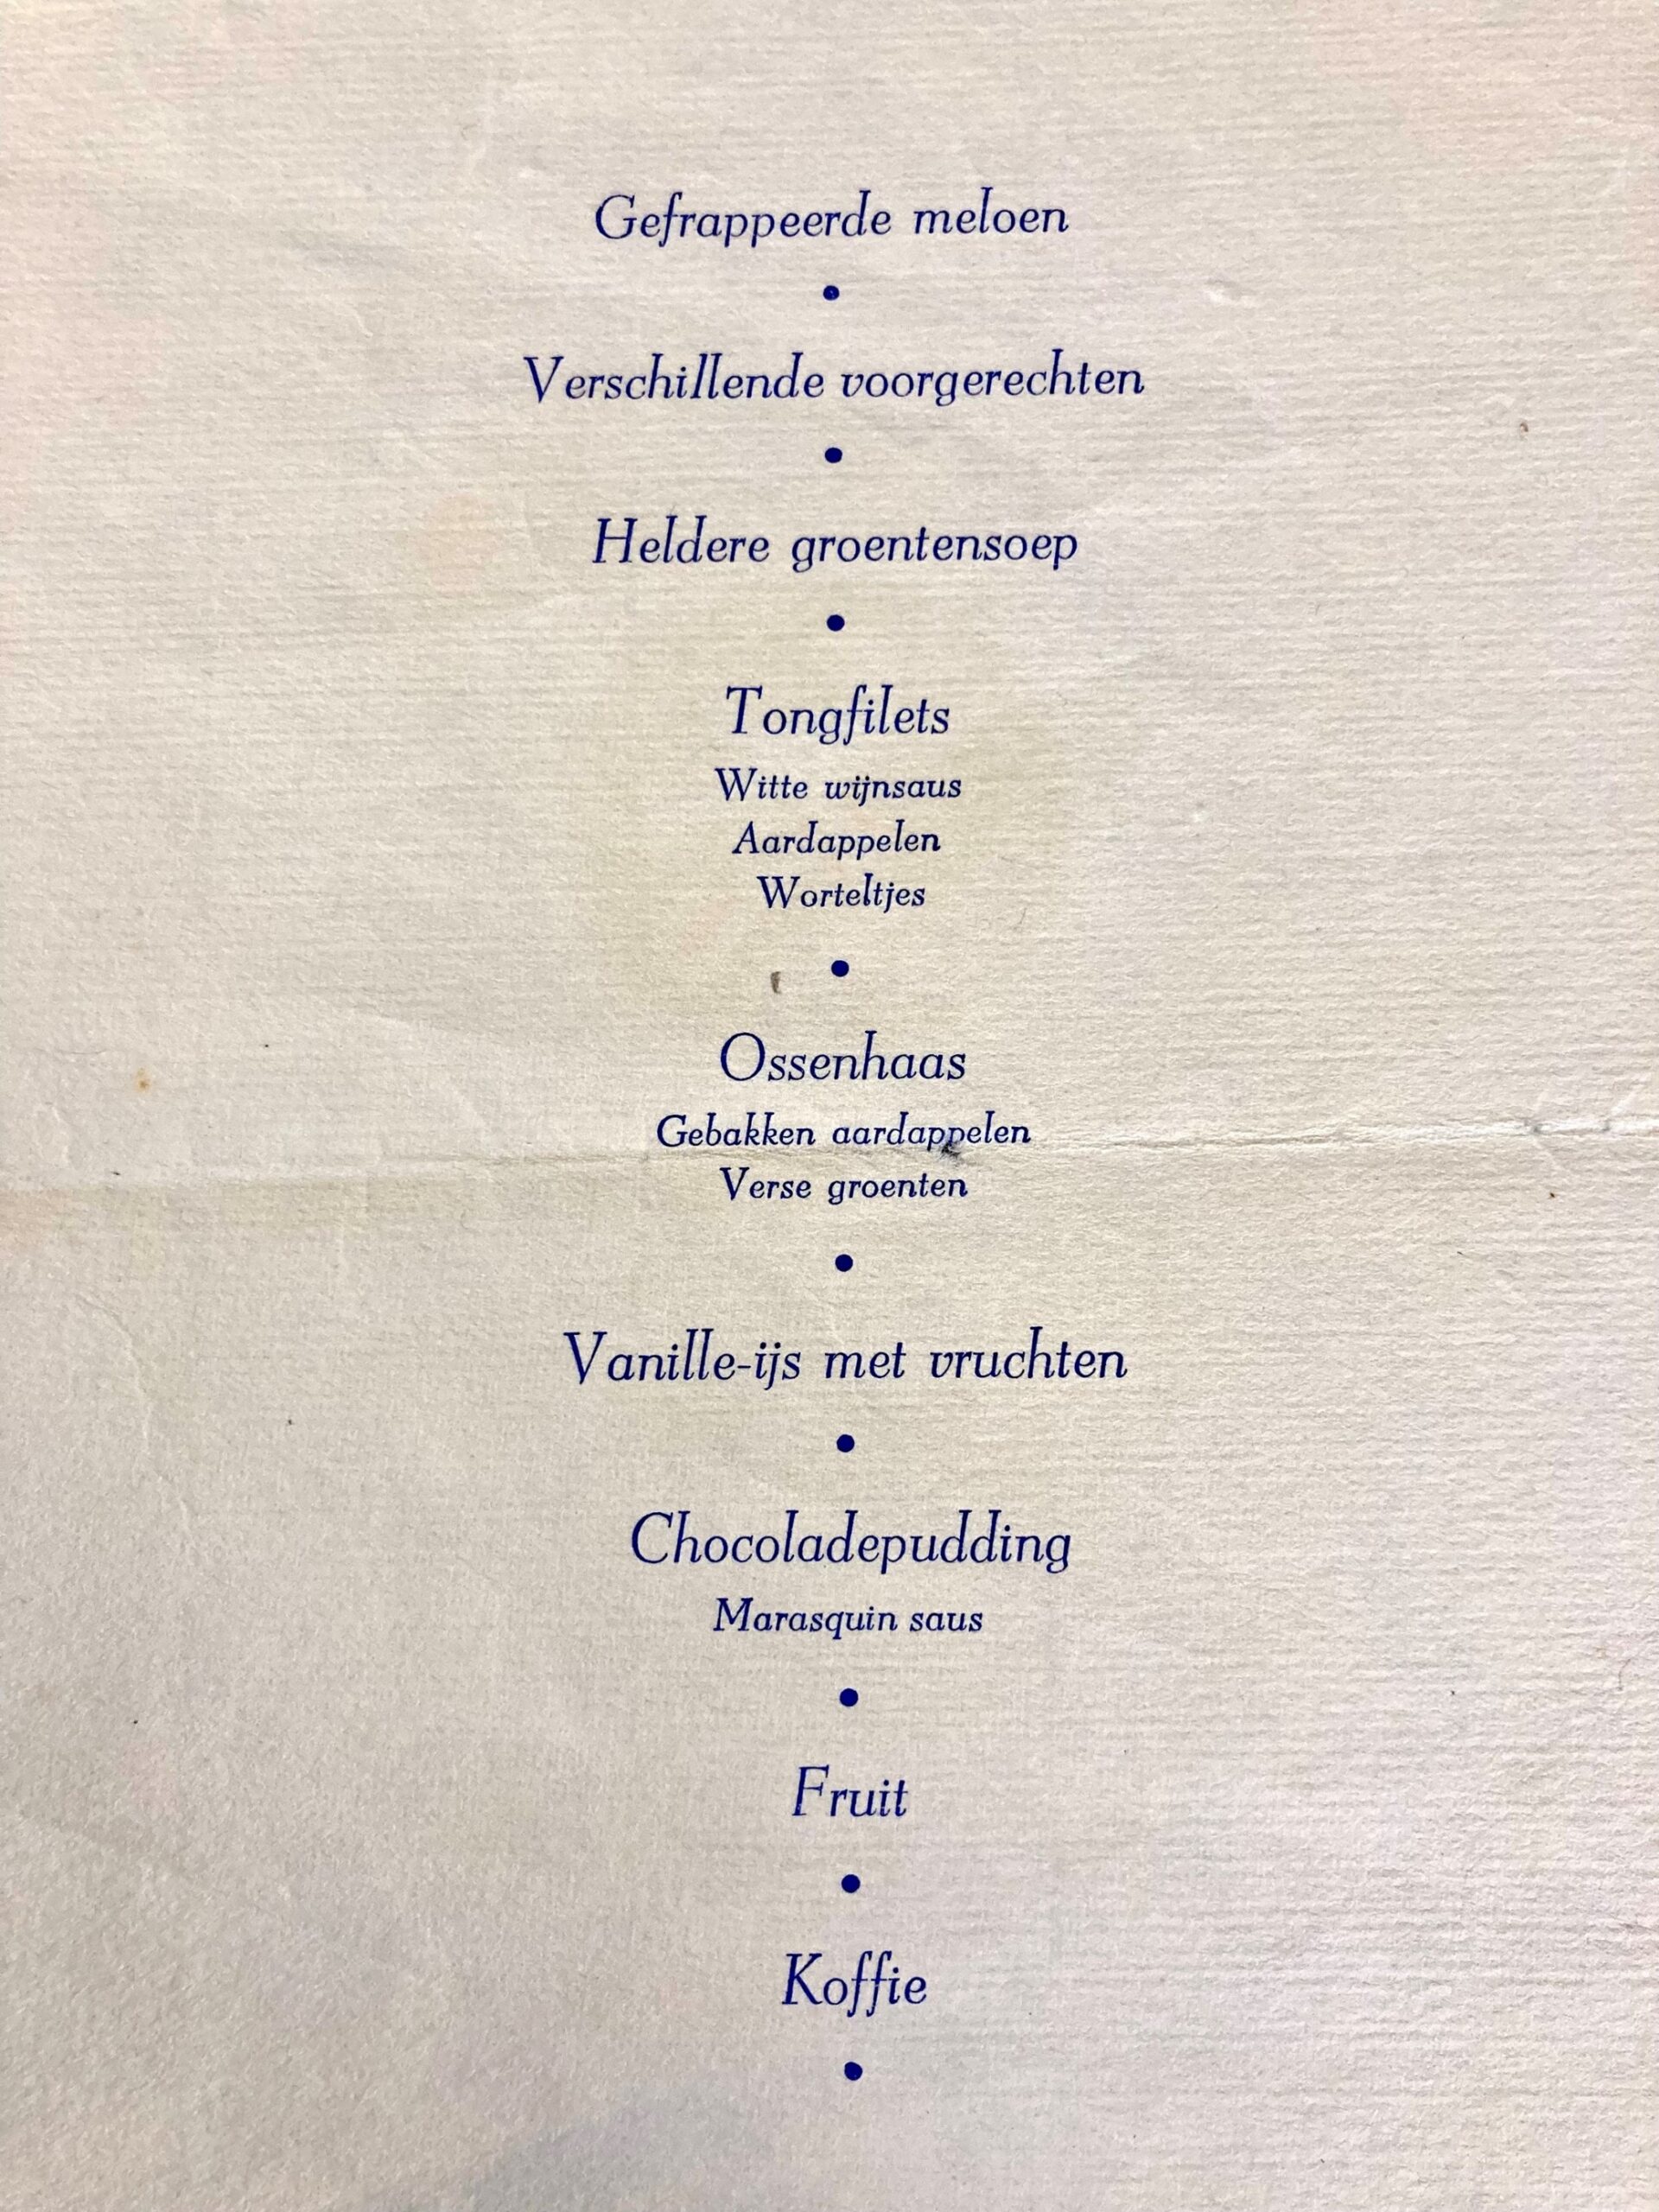 Gefrappeerde meloen
•
Verschillende voorgerechten
•
Heldere groentensoep
•
Tongfilets
Witte wijnsaus
Aardappelen
Worteltjes
•
Ossenhaas
Gebakken aardappelen
Verse groenten
•
Vanille-ijs met vruchten
•
Chocoladepudding
Marasquin saus
•
Fruit
•
Koffie
•